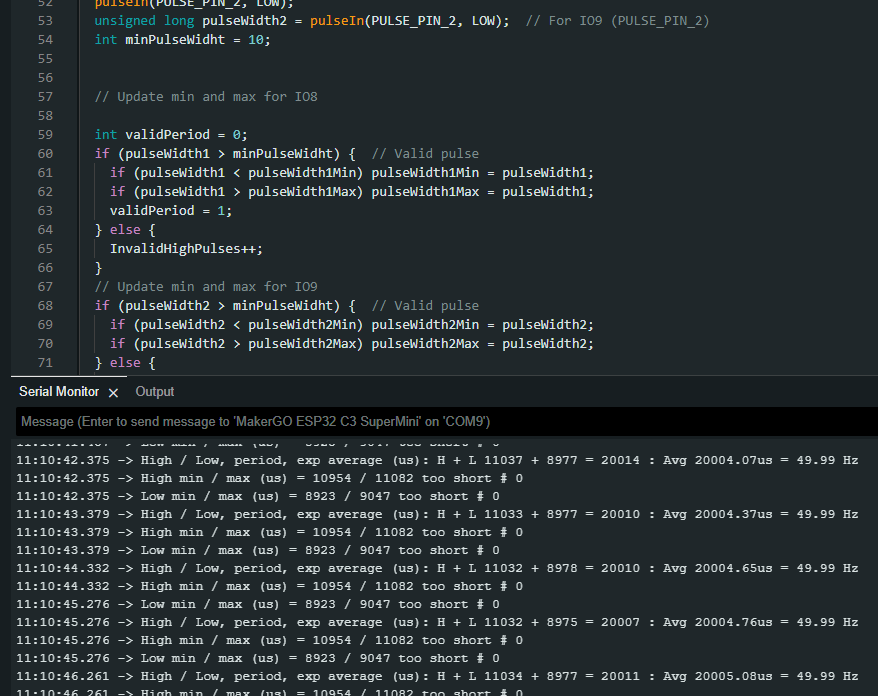 52 pulseIn(PULSE_PIN_2, LOW);
53 unsigned long pulseWidth2 = pulseIn(PULSE_PIN_2, LOW);  // For IO9 (PULSE_PIN_2)
54 int minPulseWidht = 10;
55
56
57 // Update min and max for IO8
58
59 int validPeriod = 0;
60 if (pulseWidth1 > minPulseWidht) {  // Valid pulse
61   if (pulseWidth1 < pulseWidth1Min) pulseWidth1Min = pulseWidth1;
62   if (pulseWidth1 > pulseWidth1Max) pulseWidth1Max = pulseWidth1;
63   validPeriod = 1;
64 } else {
65   InvalidHighPulses++;
66 }
67 // Update min and max for IO9
68 if (pulseWidth2 > minPulseWidht) {  // Valid pulse
69   if (pulseWidth2 < pulseWidth2Min) pulseWidth2Min = pulseWidth2;
70   if (pulseWidth2 > pulseWidth2Max) pulseWidth2Max = pulseWidth2;
71 } else {
Serial Monitor × Output
Message (Enter to send message to 'MakerGO ESP32 C3 SuperMini' on 'COM9')
11:10:42.375 -> High / Low, period, exp average (us): H + L 11037 + 8977 = 20014 : Avg 20004.07us = 49.99 Hz
11:10:42.375 -> High min / max (us) = 10954 / 11082 too short # 0
11:10:42.375 -> Low min / max (us) = 8923 / 9047 too short # 0
11:10:43.379 -> High / Low, period, exp average (us): H + L 11033 + 8977 = 20010 : Avg 20004.37us = 49.99 Hz
11:10:43.379 -> High min / max (us) = 10954 / 11082 too short # 0
11:10:43.379 -> Low min / max (us) = 8923 / 9047 too short # 0
11:10:44.332 -> High / Low, period, exp average (us): H + L 11032 + 8978 = 20010 : Avg 20004.65us = 49.99 Hz
11:10:44.332 -> High min / max (us) = 10954 / 11082 too short # 0
11:10:45.276 -> Low min / max (us) = 8923 / 9047 too short # 0
11:10:45.276 -> High / Low, period, exp average (us): H + L 11032 + 8975 = 20007 : Avg 20004.76us = 49.99 Hz
11:10:45.276 -> High min / max (us) = 10954 / 11082 too short # 0
11:10:45.276 -> Low min / max (us) = 8923 / 9047 too short # 0
11:10:46.261 -> High / Low, period, exp average (us): H + L 11034 + 8977 = 20011 : Avg 20005.08us = 49.99 Hz
11:10:46.261 -> High min / max (us) = 10954 / 11082 too short # 0